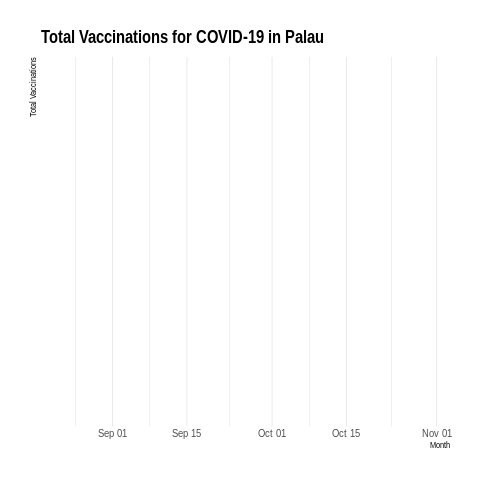 Total Vaccinations for COVID-19 in Palau
Total Vaccinations
Sep 01 Sep 15 Oct 01 Oct 15 Nov 01
Month